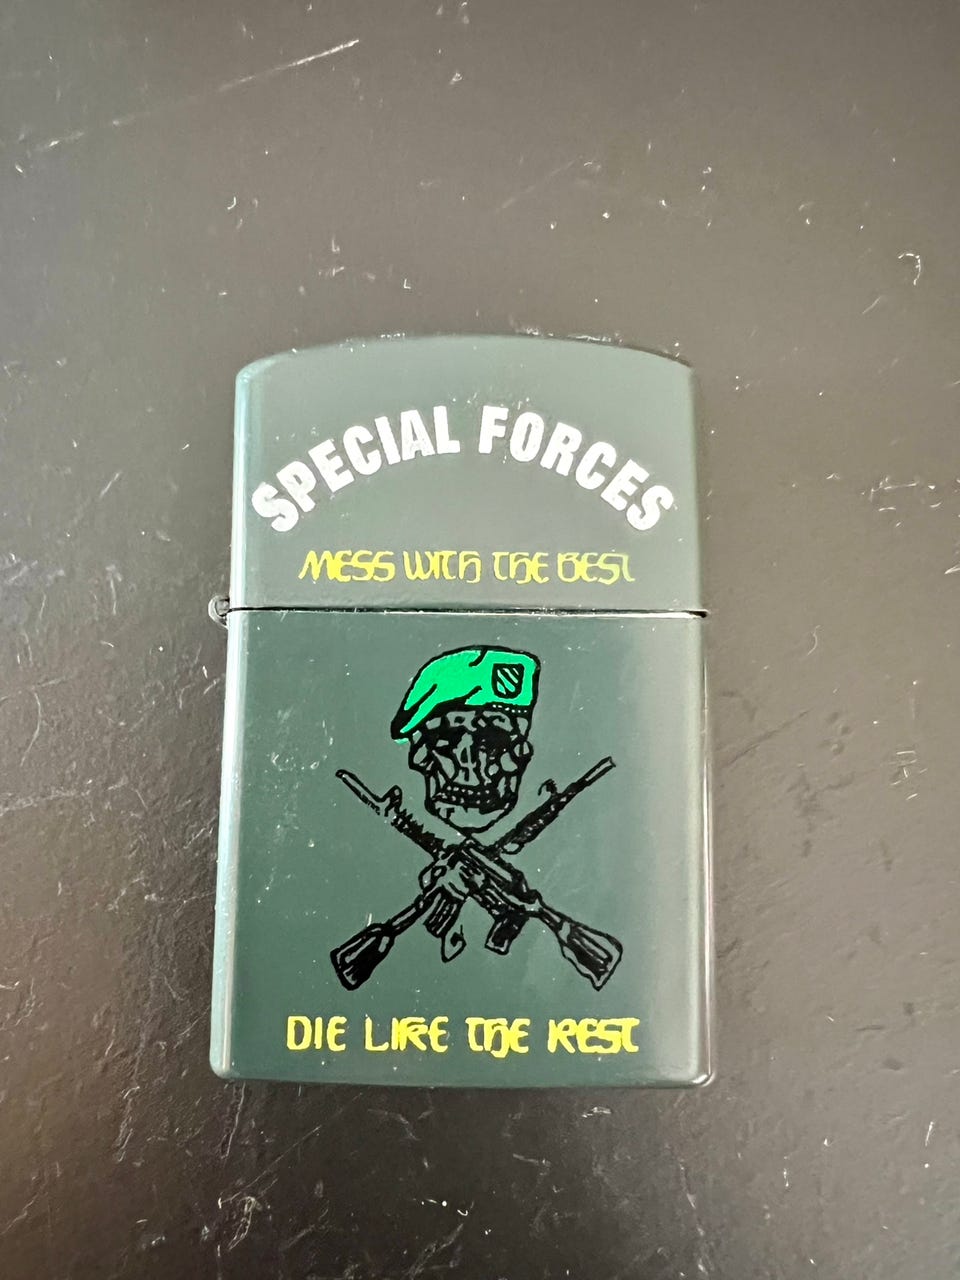 SPECIAL FORCES
MESS WITH THE BEST
DIE LIKE THE REST